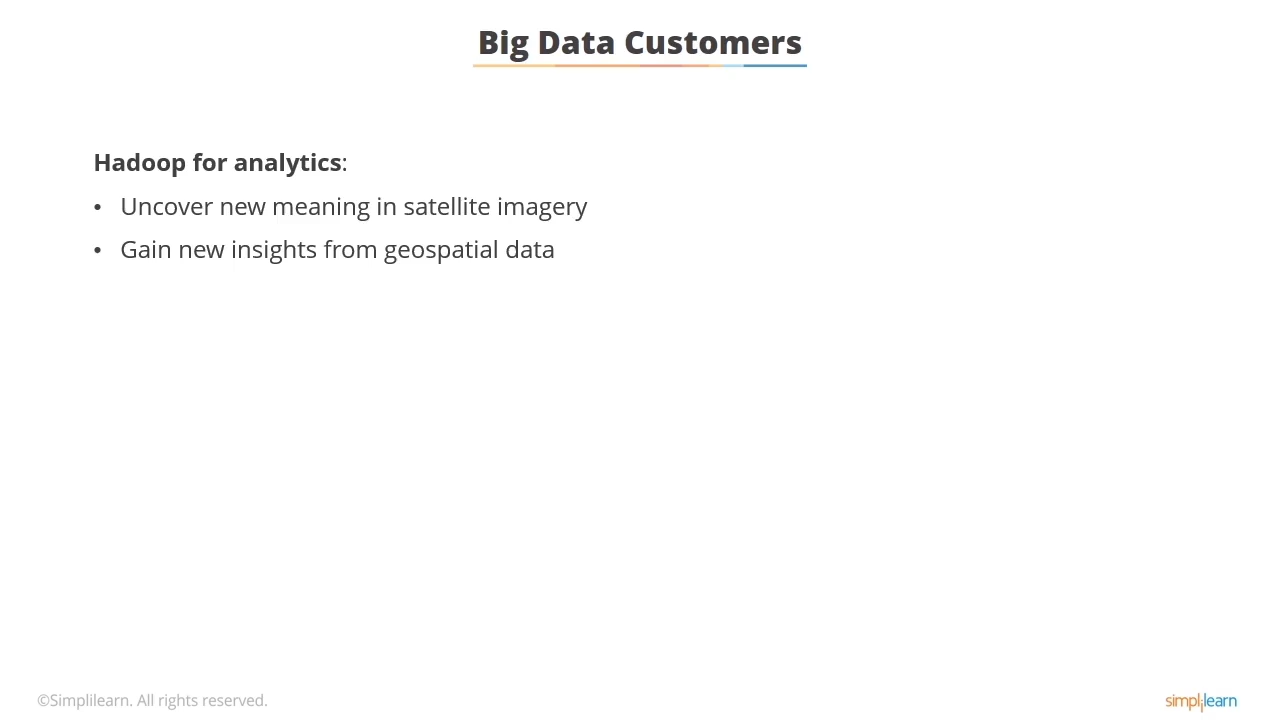 Big Data Customers
Hadoop for analytics:
• Uncover new meaning in satellite imagery
• Gain new insights from geospatial data
©Simplilearn. All rights reserved.
simplilearn